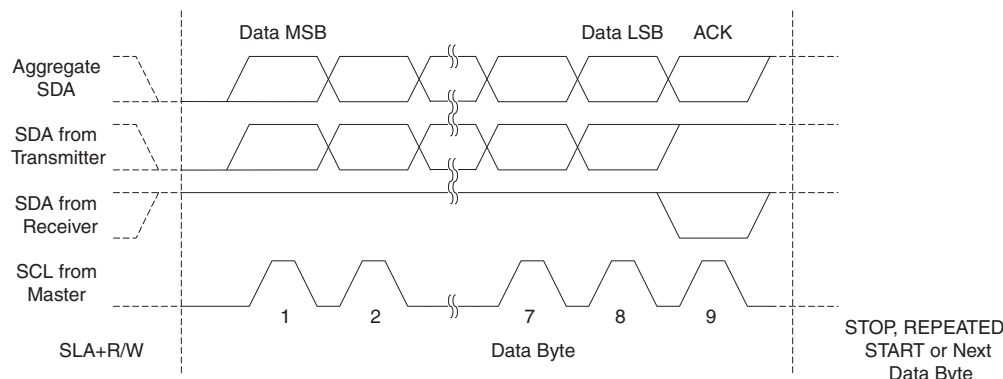 Data MSB
Data LSB
ACK
Aggregate
SDA
SDA from
Transmitter
SDA from
Receiver
SCL from
Master
1
2
7
8
9
SLA+R/W
Data Byte
STOP, REPEATED
START or Next
Data Byte